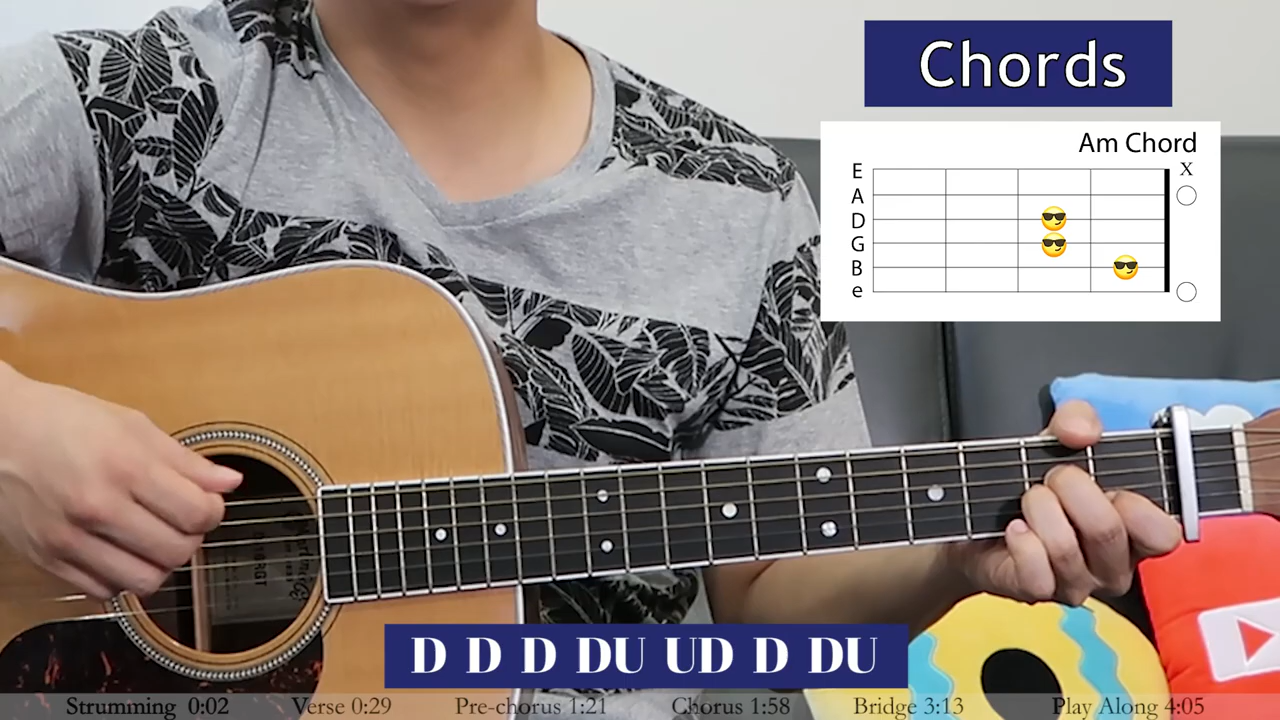 Chords
Am Chord
E X
A
D
G
B
e
D18RGT
D D D DU UD D DU
Strumming 0:02 Verse 0:29 Pre-chorus 1:21 Chorus 1:58 Bridge 3:13 Play Along 4:05